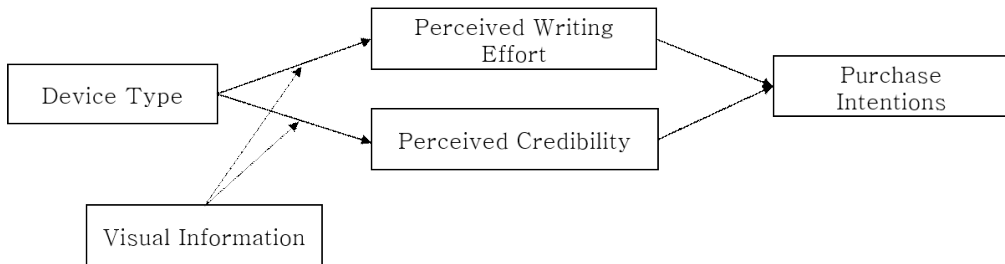 Perceived Writing
Effort
Device Type
Purchase
Intentions
Perceived Credibility
Visual Information